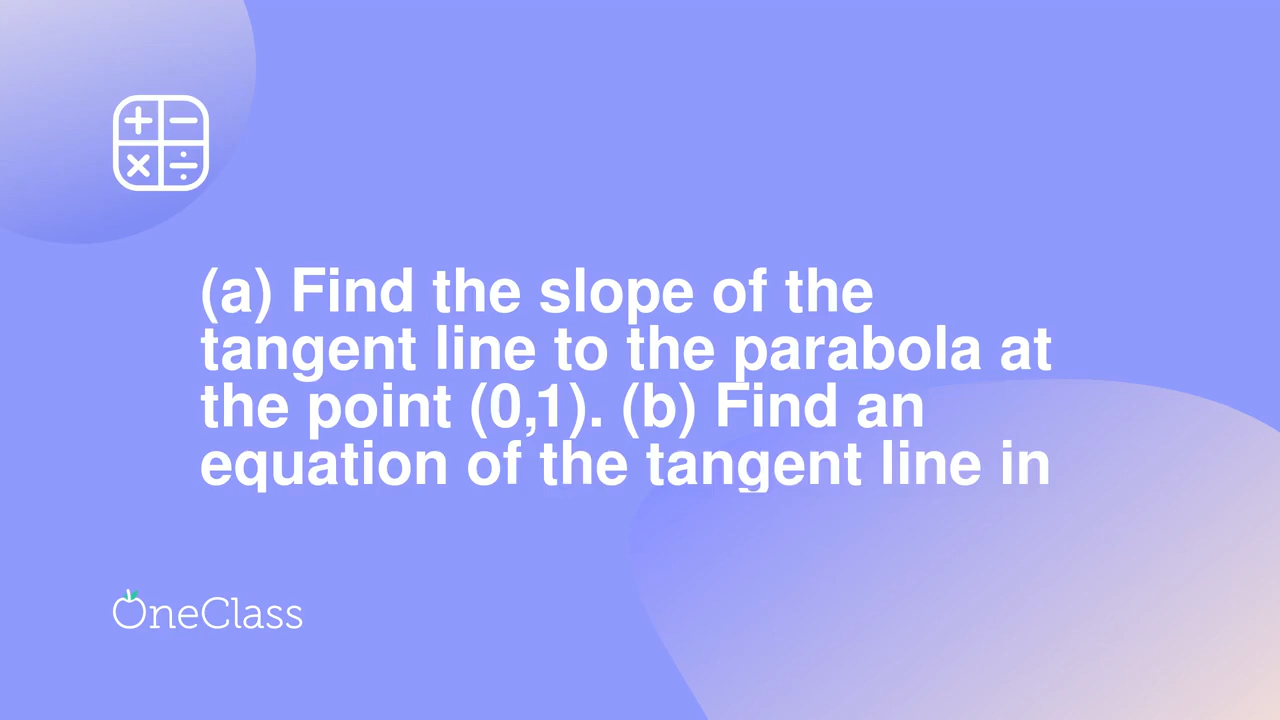 (a) Find the slope of the
tangent line to the parabola at
the point (0,1). (b) Find an
equation of the tangent line in
OneClass